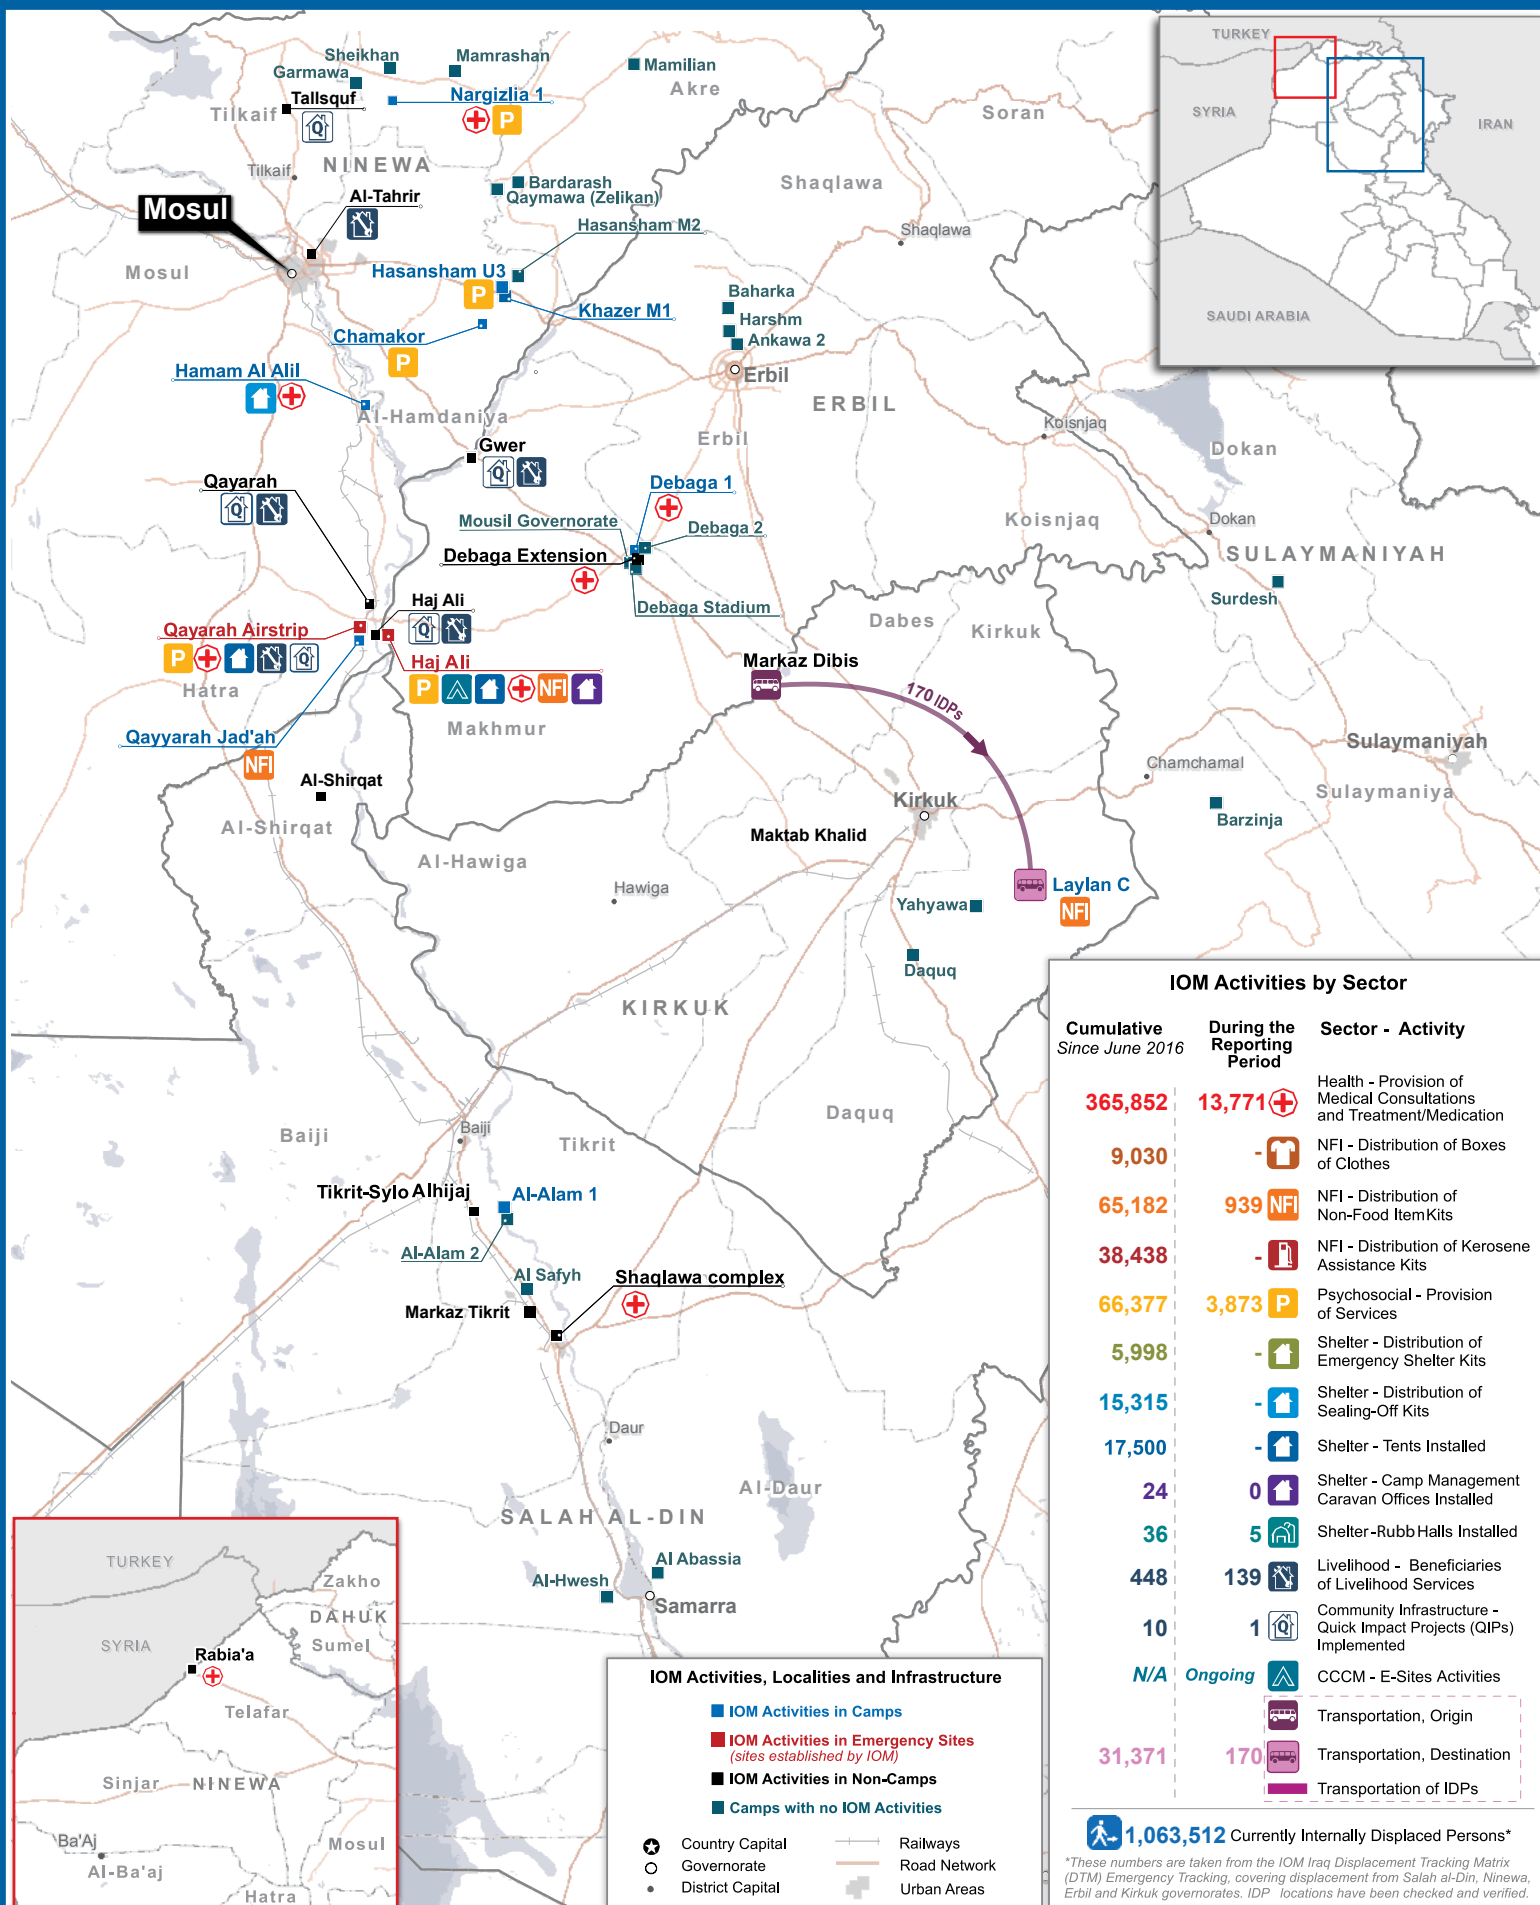 TURKEY
SYRIA
IRAN
SAUDI ARABIA
Sheikhan
Mamrashan
Garmawa
Mamilian
Akre
Tallsquf
Nargizlia 1
Tilkaif
Q
P
Soran
NINEWA
Tilkaif
Shaqlawa
Bardarash
Qaymawa (Zelikan)
Al-Tahrir
Mosul
Hasansham M2
Shaqlawa
Mosul
Hasansham U3
P
Khazer M1
Baharka
Harshm
Ankawa 2
Chamakor
P
Hamam Al Alil
Erbil
ERBIL
Al-Hamdaniya
Erbil
Koisnjaq
Dokan
Gwer
Q
Qayarah
Q
Debaga 1
Mousil Governorate
Debaga 2
Koisnjaq
Dokan
Debaga Extension
SULAYMANIYAH
Surdesh
Debaga Stadium
Haj Ali
Q
Dabes
Kirkuk
Qayarah Airstrip
P
Q
Haj Ali
P
NFI
Markaz Dibis
170 IDPs
Hatra
Makhmur
Qayyarah Jad'ah
NFI
Sulaymaniyah
Chamchamal
Al-Shirqat
Sulaymaniya
Kirkuk
Barzinja
Al-Shirqat
Maktab Khalid
Al-Hawiga
Hawiga
Laylan C
NFI
Yahyawa
Daquq
KIRKUK
Daquq
Baiji
Baiji
Tikrit
Tikrit-Sylo Alhijaj
Al-Alam 1
Al-Alam 2
Al Safyh
Shaqlawa complex
Markaz Tikrit
Daur
Al-Daur
SALAH AL-DIN
Al Abassia
Al-Hwesh
Samarra
TURKEY
Zakho
DAHUK
SYRIA
Sumel
Rabia'a
Telafar
Sinjar
NINEWA
Ba'Aj
Mosul
Al-Ba'aj
Hatra
IOM Activities, Localities and Infrastructure
IOM Activities in Camps
IOM Activities in Emergency Sites
(sites established by IOM)
IOM Activities in Non-Camps
Camps with no IOM Activities
Country Capital
Railways
Governorate
Road Network
District Capital
Urban Areas
IOM Activities by Sector
Cumulative
Since June 2016
During the
Reporting
Period
Sector - Activity
365,852 13,771 Health - Provision of
Medical Consultations
and Treatment/Medication
9,030 - NFI - Distribution of Boxes
of Clothes
65,182 939 NFI NFI - Distribution of
Non-Food ItemKits
38,438 - NFI - Distribution of Kerosene
Assistance Kits
66,377 3,873 P Psychosocial - Provision
of Services
5,998 - Shelter - Distribution of
Emergency Shelter Kits
15,315 - Shelter - Distribution of
Sealing-Off Kits
17,500 - Shelter - Tents Installed
24 0 Shelter - Camp Management
Caravan Offices Installed
36 5 Shelter-Rubb Halls Installed
448 139 Livelihood - Beneficiaries
of Livelihood Services
10 1 Q Community Infrastructure -
Quick Impact Projects (QIPs)
Implemented
N/A Ongoing CCCM - E-Sites Activities
Transportation, Origin
31,371 170 Transportation, Destination
Transportation of IDPs
1,063,512 Currently Internally Displaced Persons*
*These numbers are taken from the IOM Iraq Displacement Tracking Matrix
(DTM) Emergency Tracking, covering displacement from Salah al-Din, Ninewa,
Erbil and Kirkuk governorates. IDP locations have been checked and verified.